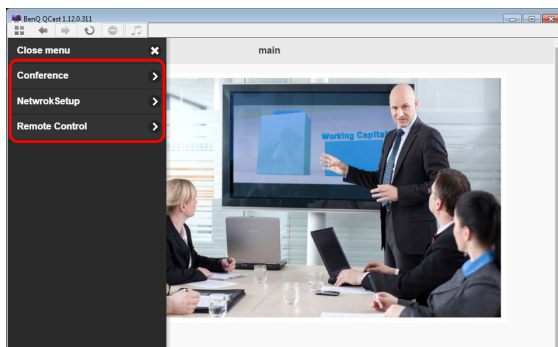 BenQ QCast 1.12.0.311
Close menu
main
Conference
NetwrokSetup
Remote Control
Working Capital